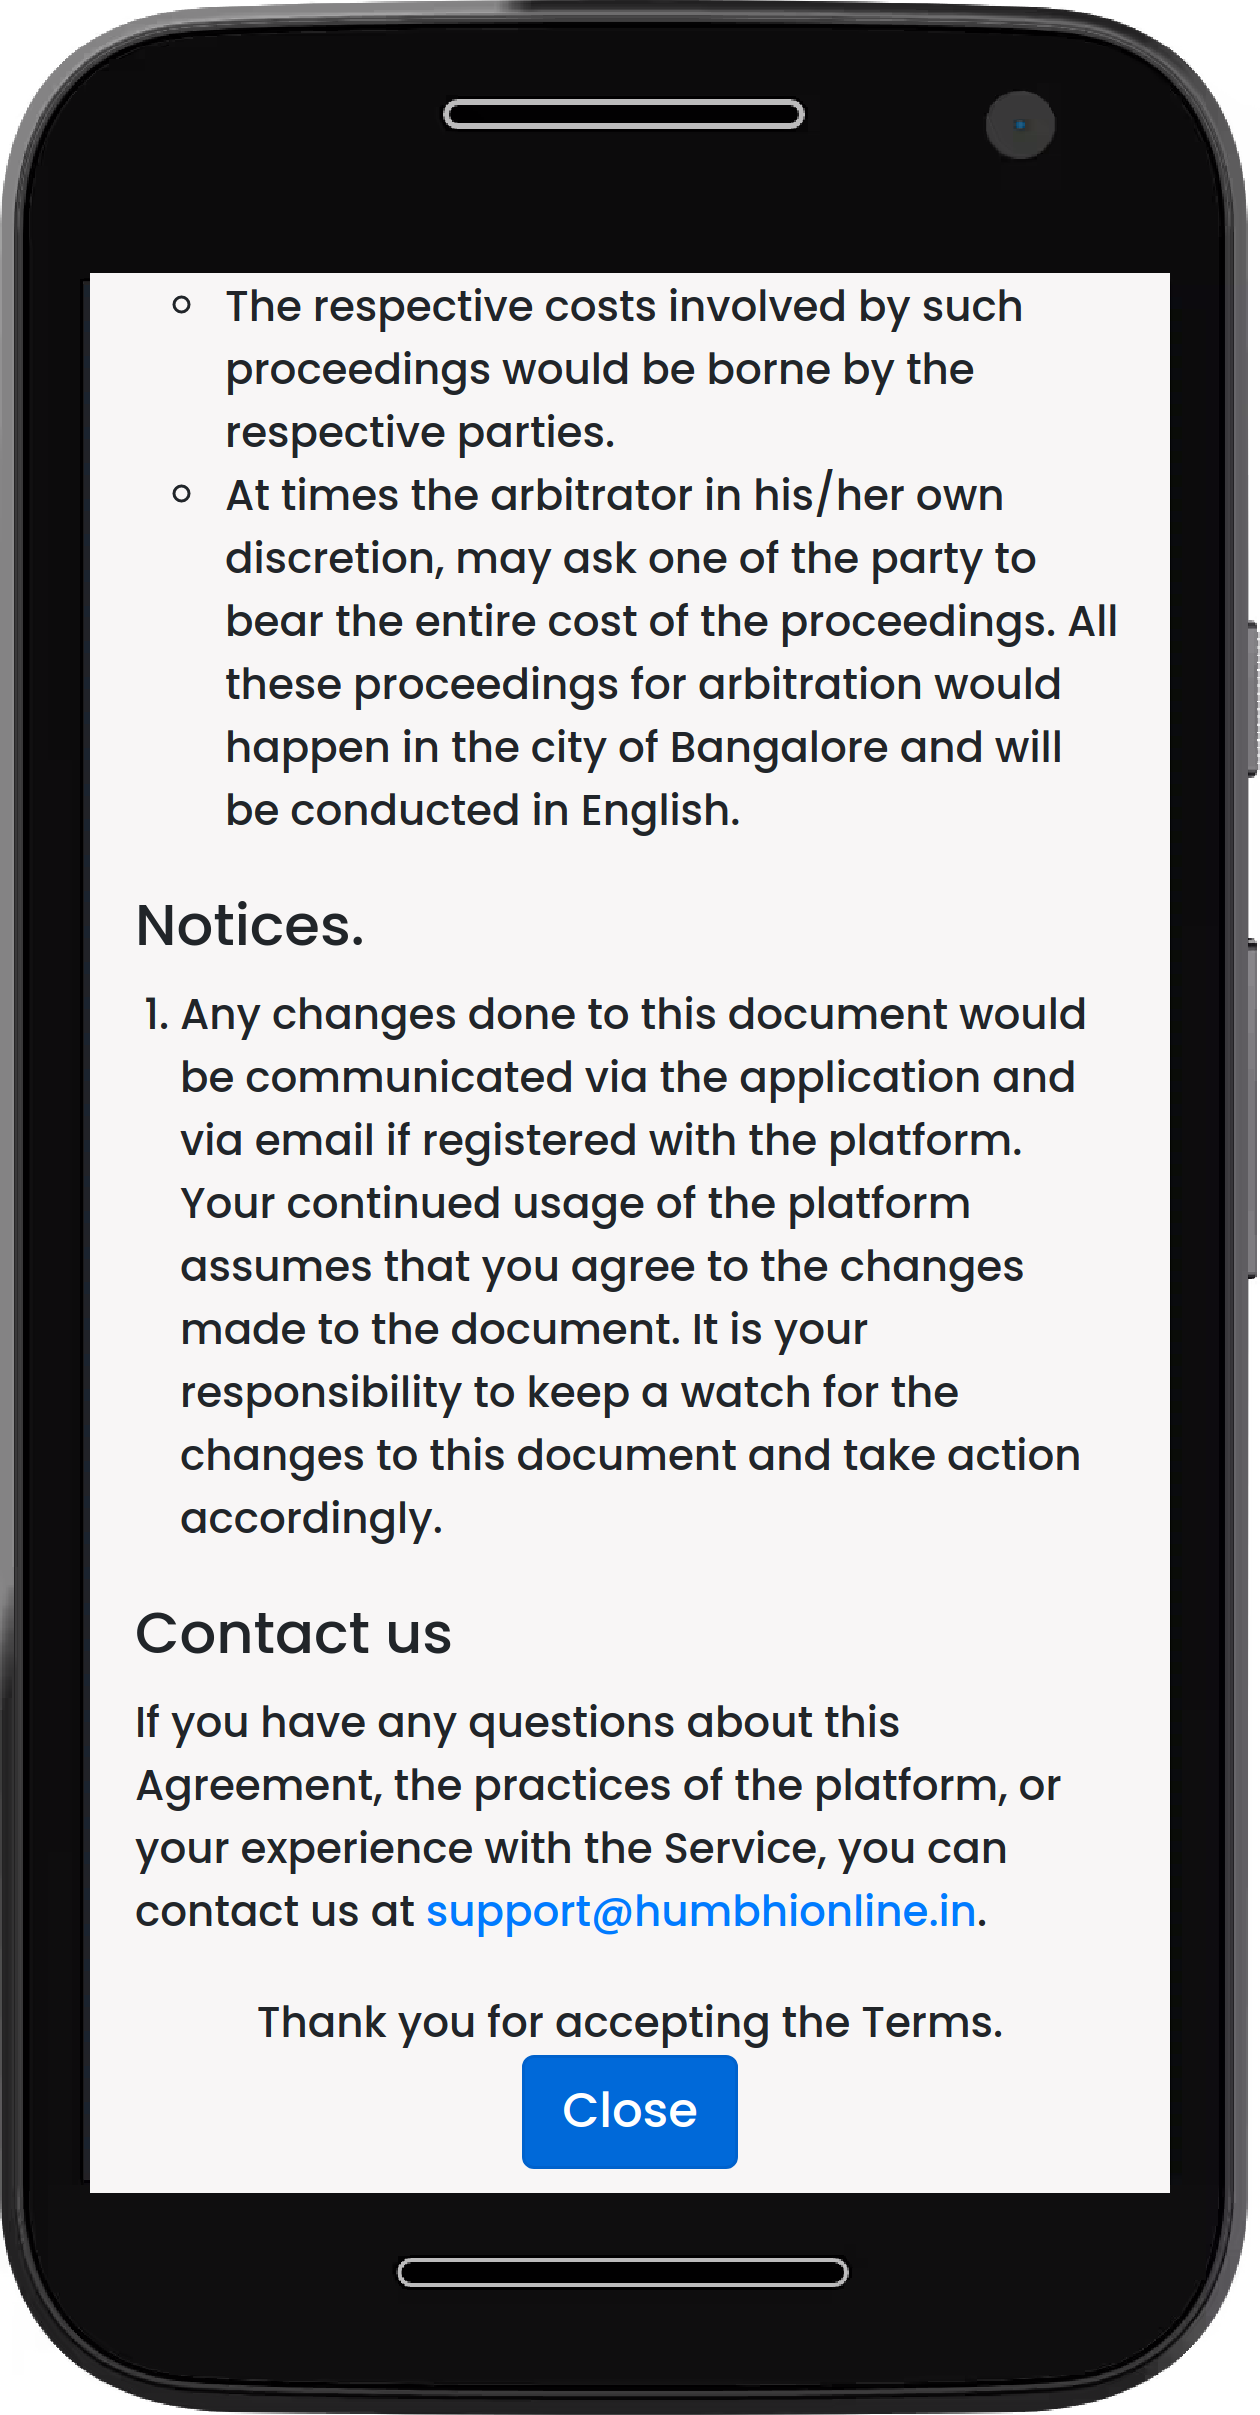 The respective costs involved by such
proceedings would be borne by the
respective parties.
At times the arbitrator in his/her own
discretion, may ask one of the party to
bear the entire cost of the proceedings. All
these proceedings for arbitration would
happen in the city of Bangalore and will
be conducted in English.
Notices.
1. Any changes done to this document would
be communicated via the application and
via email if registered with the platform.
Your continued usage of the platform
assumes that you agree to the changes
made to the document. It is your
responsibility to keep a watch for the
changes to this document and take action
accordingly.
Contact us
If you have any questions about this
Agreement, the practices of the platform, or
your experience with the Service, you can
contact us at support@humbhionline.in.
Thank you for accepting the Terms.
Close